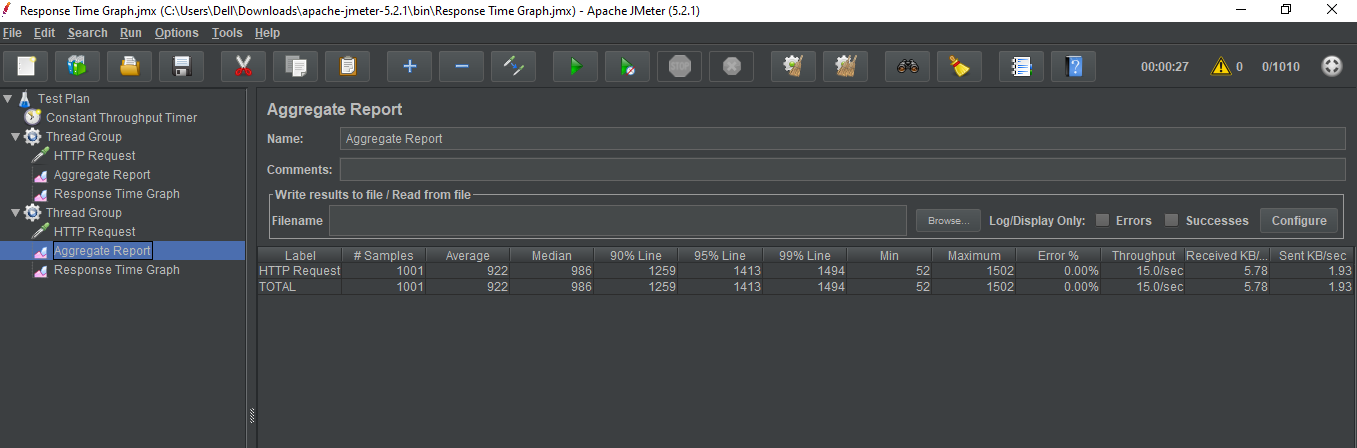 Response Time Graph.jmx (C:\Users\Dell\Downloads\apache-jmeter-5.2.1\bin\Response Time Graph.jmx) - Apache JMeter (5.2.1)
File Edit Search Run Options Tools Help
STOP 00:00:27 0 0/1010
Test Plan
Constant Throughput Timer
Thread Group
HTTP Request
Aggregate Report
Response Time Graph
Thread Group
HTTP Request
Aggregate Report
Response Time Graph
Aggregate Report
Name: Aggregate Report
Comments:
Write results to file / Read from file
Filename Browse... Log/Display Only: Errors Successes Configure
Label # Samples Average Median 90% Line 95% Line 99% Line Min Maximum Error % Throughput Received KB/... Sent KB/sec
HTTP Request 1001 922 986 1259 1413 1494 52 1502 0.00% 15.0/sec 5.78 1.93
TOTAL 1001 922 986 1259 1413 1494 52 1502 0.00% 15.0/sec 5.78 1.93